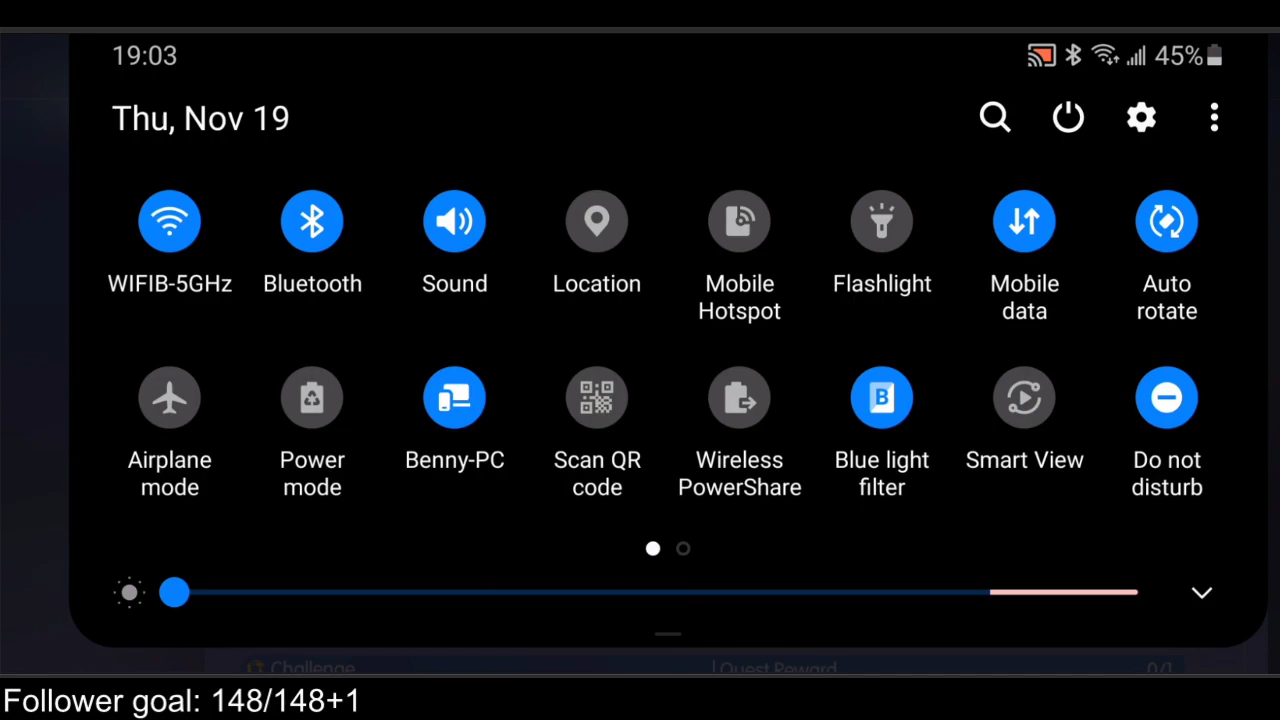 19:03
45%
Thu, Nov 19
WIFIB-5GHz Bluetooth Sound Location Mobile Hotspot Flashlight Mobile data Auto rotate
Airplane mode Power mode Benny-PC Scan QR code Wireless PowerShare Blue light filter Smart View Do not disturb
B
Challenge Quest Reward 0/1
Follower goal: 148/148+1